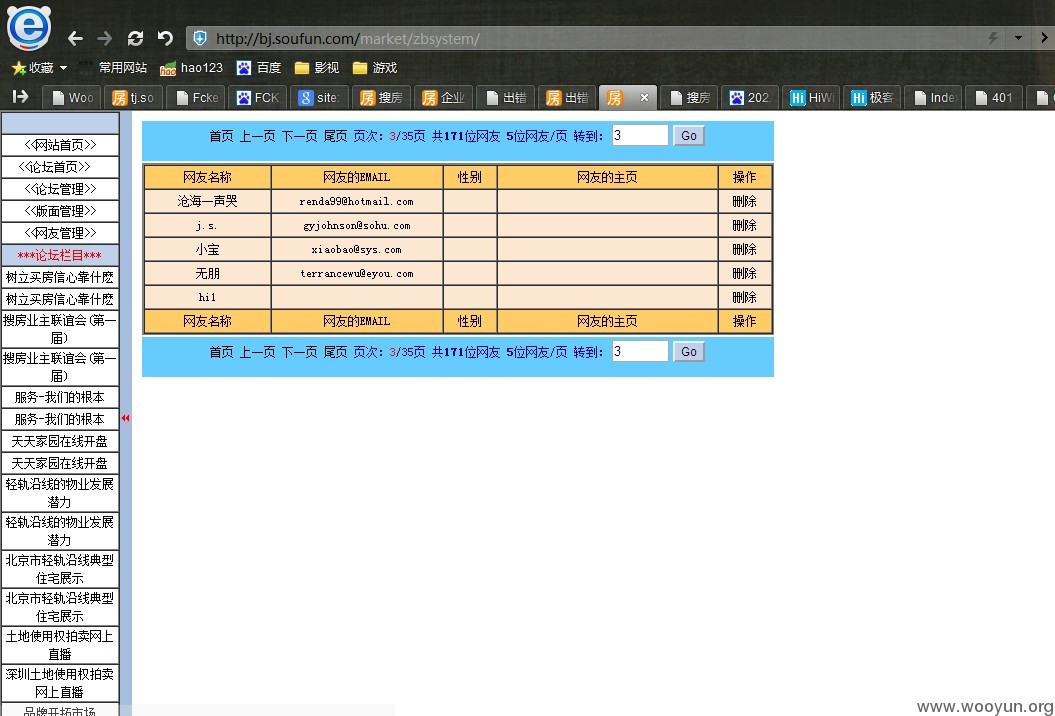 http://bj.soufun.com/market/zbsystem/
收藏 常用网站 hao123 百度 影视 游戏
Woo tj.so Fcke FCK site: 搜房 企业 出错 出错 搜房 202. HiWi 极客 Inde 401
<<网站首页>>
<<论坛首页>>
<<论坛管理>>
<<版面管理>>
<<网友管理>>
***论坛栏目***
树立买房信心靠什麽
树立买房信心靠什麽
搜房业主联谊会(第一
届)
搜房业主联谊会(第一
届)
服务-我们的根本
服务-我们的根本
天天家园在线开盘
天天家园在线开盘
轻轨沿线的物业发展
潜力
轻轨沿线的物业发展
潜力
北京市轻轨沿线典型
住宅展示
北京市轻轨沿线典型
住宅展示
土地使用权拍卖网上
直播
深圳土地使用权拍卖
网上直播
品牌开拓市场
首页 上一页 下一页 尾页 页次：3/35页 共171位网友 5位网友/页 转到： 3 Go
网友名称 网友的EMAIL 性别 网友的主页 操作
沧海一声哭 renda99@hotmail.com 删除
j.s. gyjohnson@sohu.com 删除
小宝 xiaobao@sys.com 删除
无朋 terrancewu@eyou.com 删除
hi1 删除
网友名称 网友的EMAIL 性别 网友的主页 操作
首页 上一页 下一页 尾页 页次：3/35页 共171位网友 5位网友/页 转到： 3 Go
www.wooyun.org